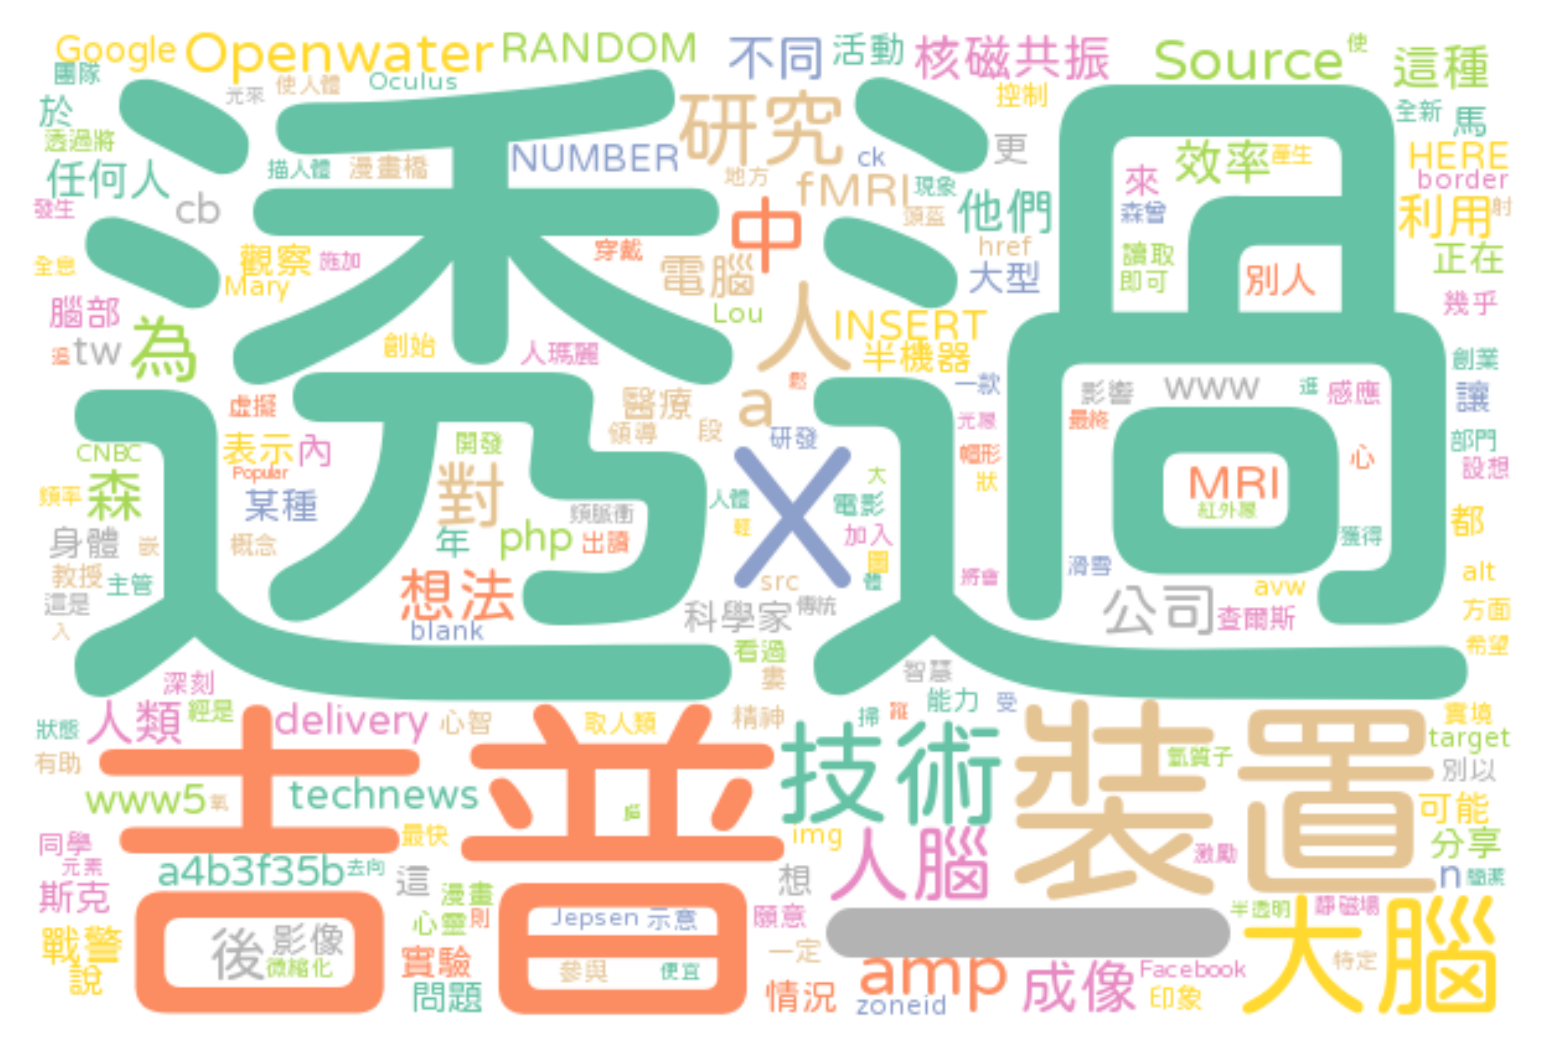 Google Openwater RANDOM 不同 活動 核磁共振 Source 使 這種
團隊 光來 使人體 Oculus 研究 控制 全新 馬
於 透過 更 HERE
透過將 描人體 漫畫橋 NUMBER ck 效率 產生
任何人 地方 fMRI 現象 來 border
發生 cb 中 頭盔 他們 森曾 利用 射
全息 觀察 施加 穿戴 電腦 href 讀取 正在
Mary 大型 即可 別人
腦部 Lou 人 INSERT 幾乎
追 tw 為 創始 人瑪麗 半機器 創業
虛擬 醫療 a 鬆 一款 影響 www 逛 感應 讓
CNBC 表示 內 開發 領導 段 研發 光線 最終 部門
Popular 帽形 心 設想
頻率 森 某種 對 人體 X 大 狀 MRI
頻脈衝 輕 電影 紅外線 都
身體 嵌 概念 年 php 出讀 加入 獲得
教授 主管 想法 src 圖 體 將會 滑雪 avw alt
這是 科學家 傳統 公司 查爾斯 方面
入 blank 看過 希望
深刻 婁 智慧
狀態 人類 經是 delivery 心智 取人類 精神 掃 蹤 能力 受 實境
有助 吉普 技術 裝置 氫質子 target
www5 氧 technews 腦 別以
同學 最快 img 人腦 可能
元素 a4b3f35b 去向 激勵 分享
斯克 這 漫畫 想 n 簡潔
心靈 則 Jepsen 示意 願意 一 半透明 靜磁場 大腦
戰警 後 影像 實驗 一定
說 微縮化 參與 便宜 amp 成像 Facebook 特定
問題 情況 zoneid 印象